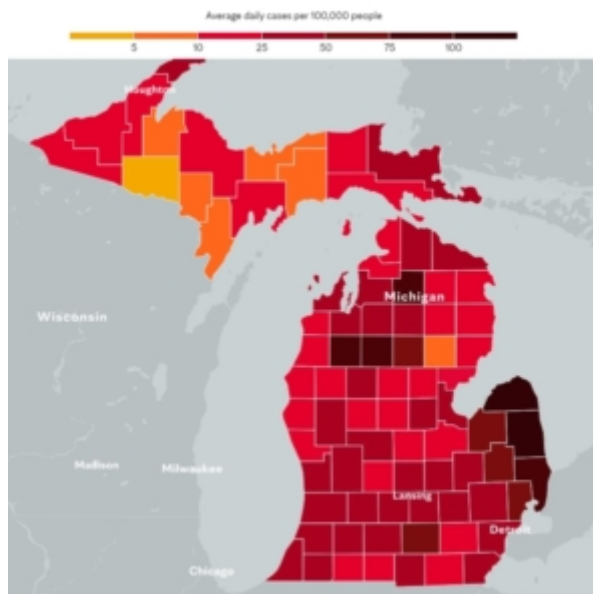 Average daily cases per 100,000 people
5 10 25 50 75 100
Houghton
Michigan
Wisconsin
Madison
Milwaukee
Lansing
Detroit
Chicago